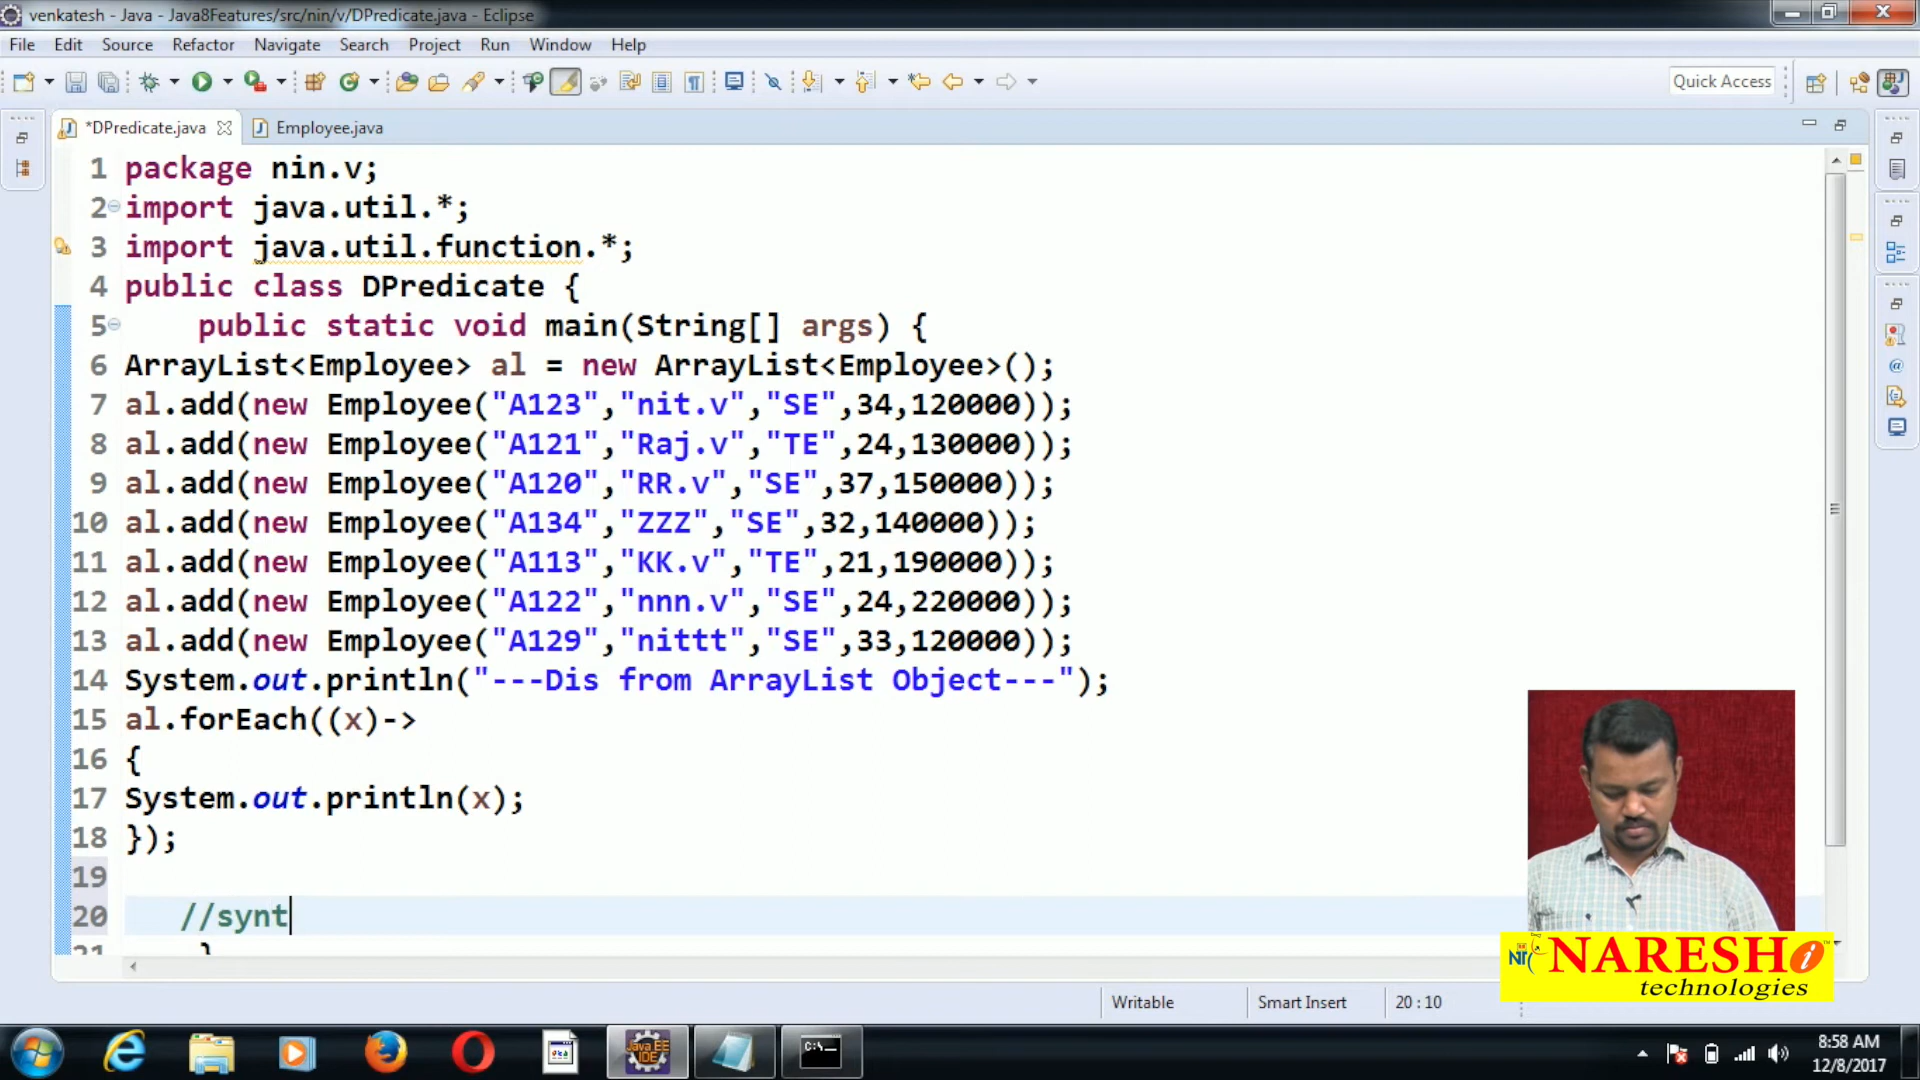 venkatesh - Java - Java8Features/src/nin/v/DPredicate.java - Eclipse
File Edit Source Refactor Navigate Search Project Run Window Help
Quick Access
*DPredicate.java Employee.java
1 package nin.v;
2 import java.util.*;
3 import java.util.function.*;
4 public class DPredicate {
5 public static void main(String[] args) {
6 ArrayList<Employee> al = new ArrayList<Employee>();
7 al.add(new Employee("A123","nit.v","SE",34,120000));
8 al.add(new Employee("A121","Raj.v","TE",24,130000));
9 al.add(new Employee("A120","RR.v","SE",37,150000));
10 al.add(new Employee("A134","ZZZ","SE",32,140000));
11 al.add(new Employee("A113","KK.v","TE",21,190000));
12 al.add(new Employee("A122","nnn.v","SE",24,220000));
13 al.add(new Employee("A129","nittt","SE",33,120000));
14 System.out.println("---Dis from ArrayList Object---");
15 al.forEach((x)->
16 {
17 System.out.println(x);
18 });
19
20 //synt
21 }
NARESH i
technologies
Writable Smart Insert 20 : 10
Java EE
IDE
C:\_
8:58 AM
12/8/2017